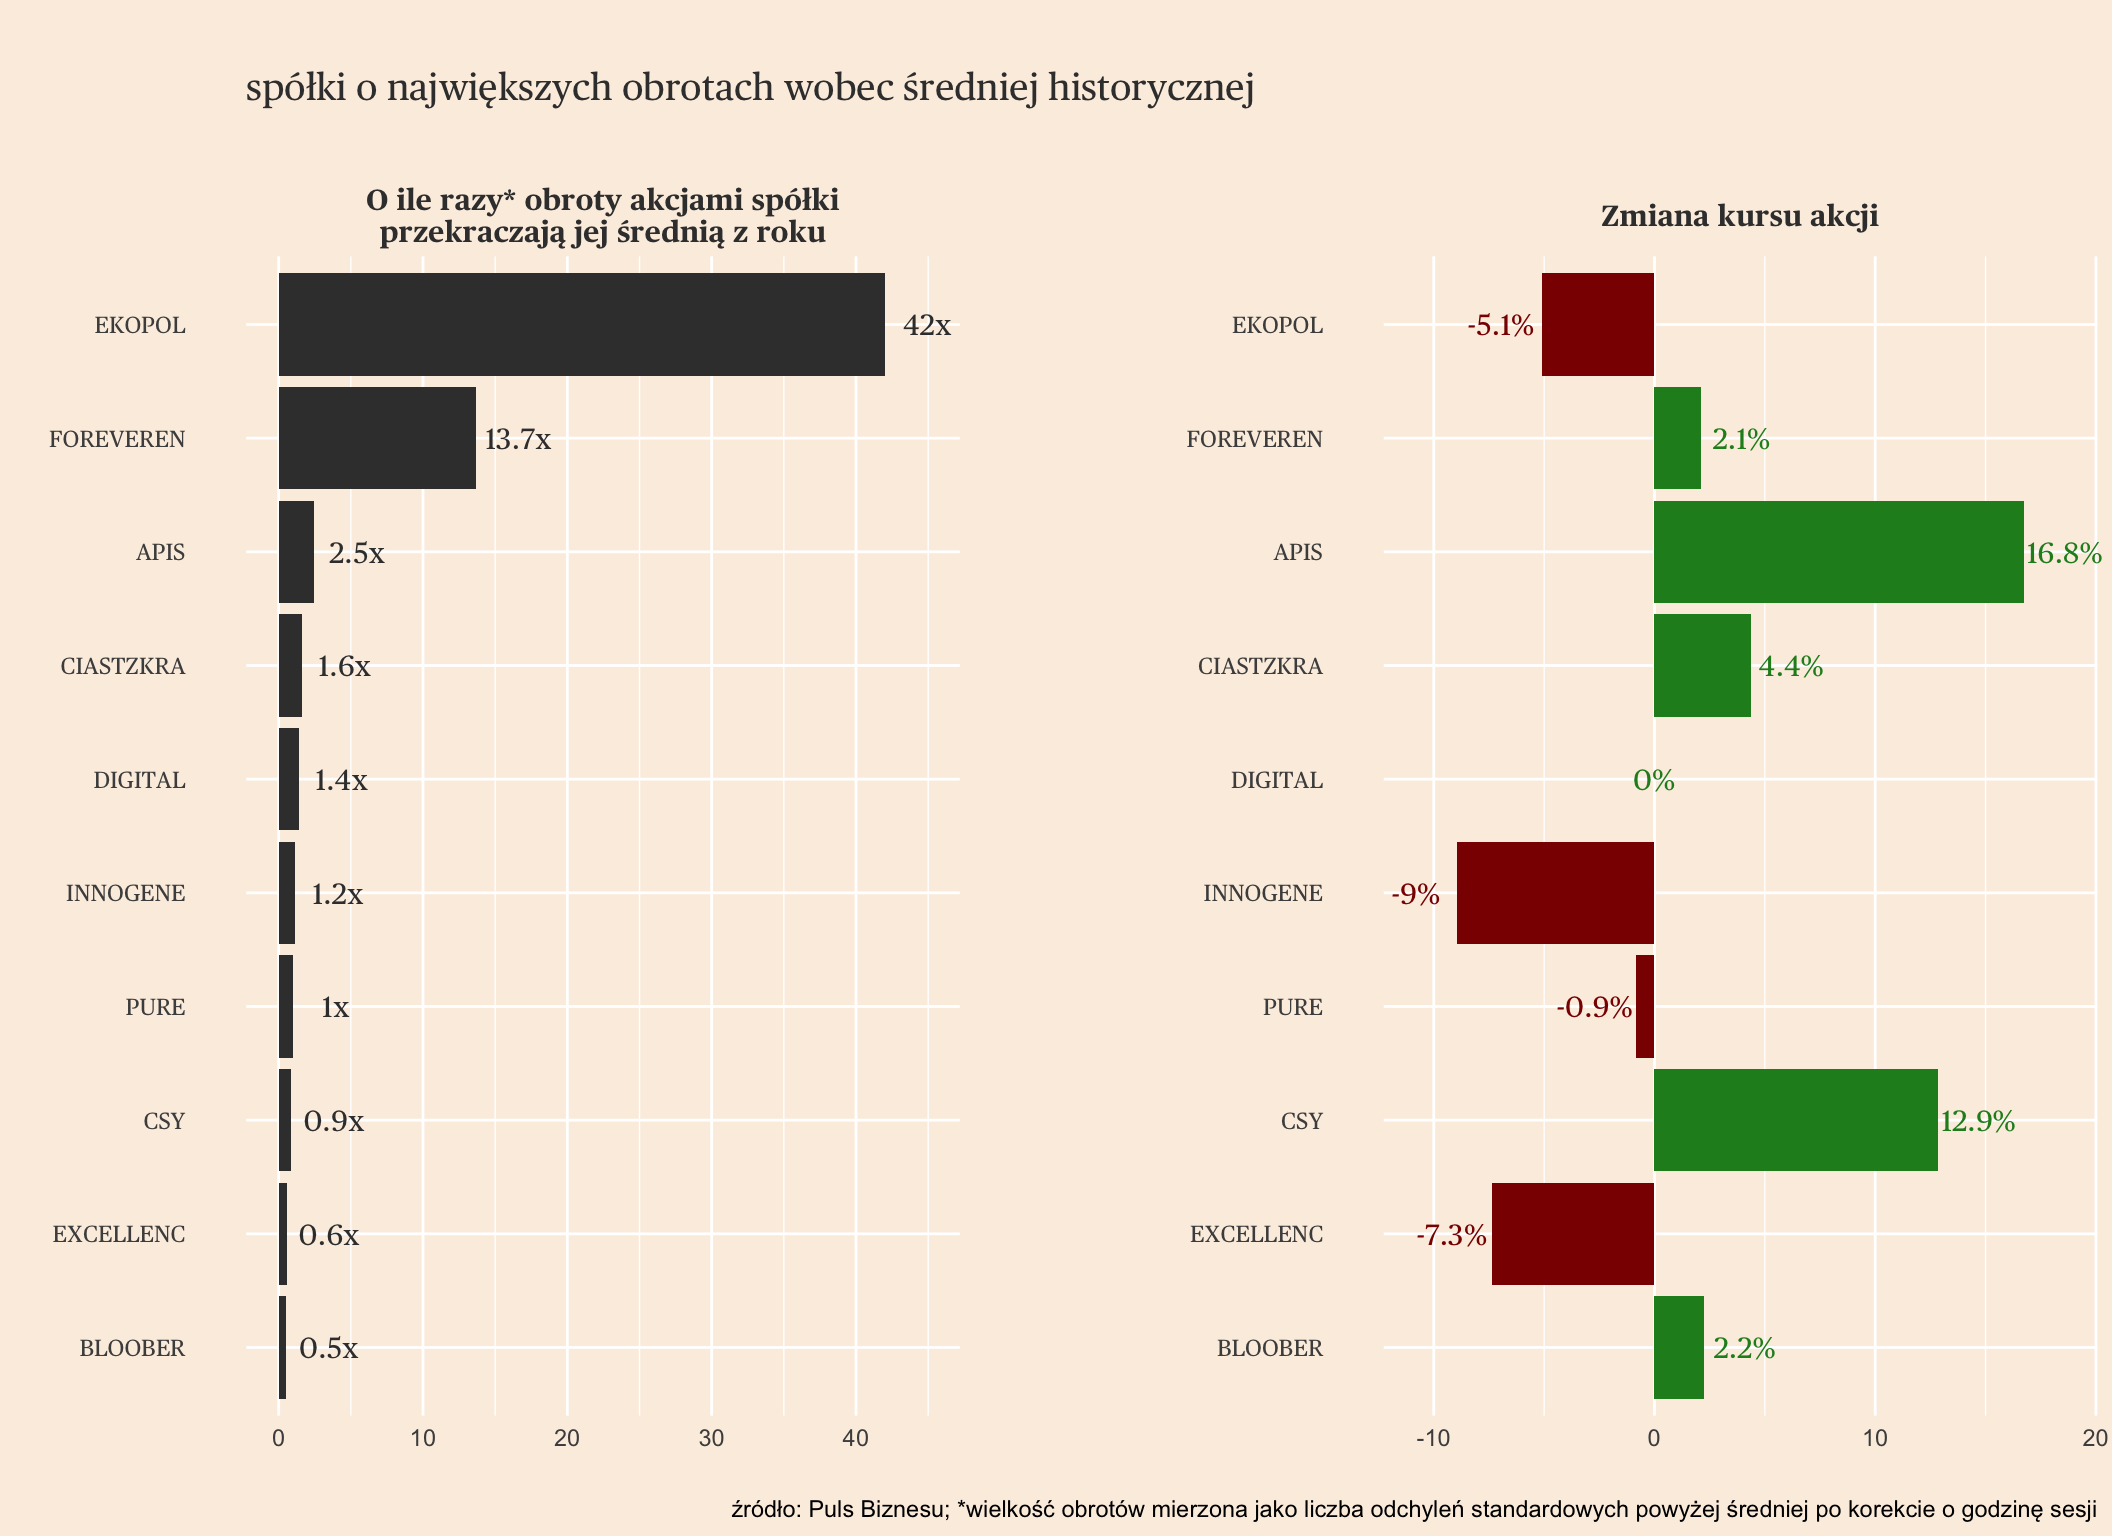 spółki o największych obrotach wobec średniej historycznej
O ile razy* obroty akcjami spółki
przekraczają jej średnią z roku
EKOPOL 42x
FOREVEREN 13.7x
APIS 2.5x
CIASTZKRA 1.6x
DIGITAL 1.4x
INNOGENE 1.2x
PURE 1x
CSY 0.9x
EXCELLENC 0.6x
BLOOBER 0.5x
0 10 20 30 40
Zmiana kursu akcji
EKOPOL -5.1%
FOREVEREN 2.1%
APIS 16.8%
CIASTZKRA 4.4%
DIGITAL 0%
INNOGENE -9%
PURE -0.9%
CSY 12.9%
EXCELLENC -7.3%
BLOOBER 2.2%
-10 0 10 20
źródło: Puls Biznesu; *wielkość obrotów mierzona jako liczba odchyleń standardowych powyżej średniej po korekcie o godzinę sesji